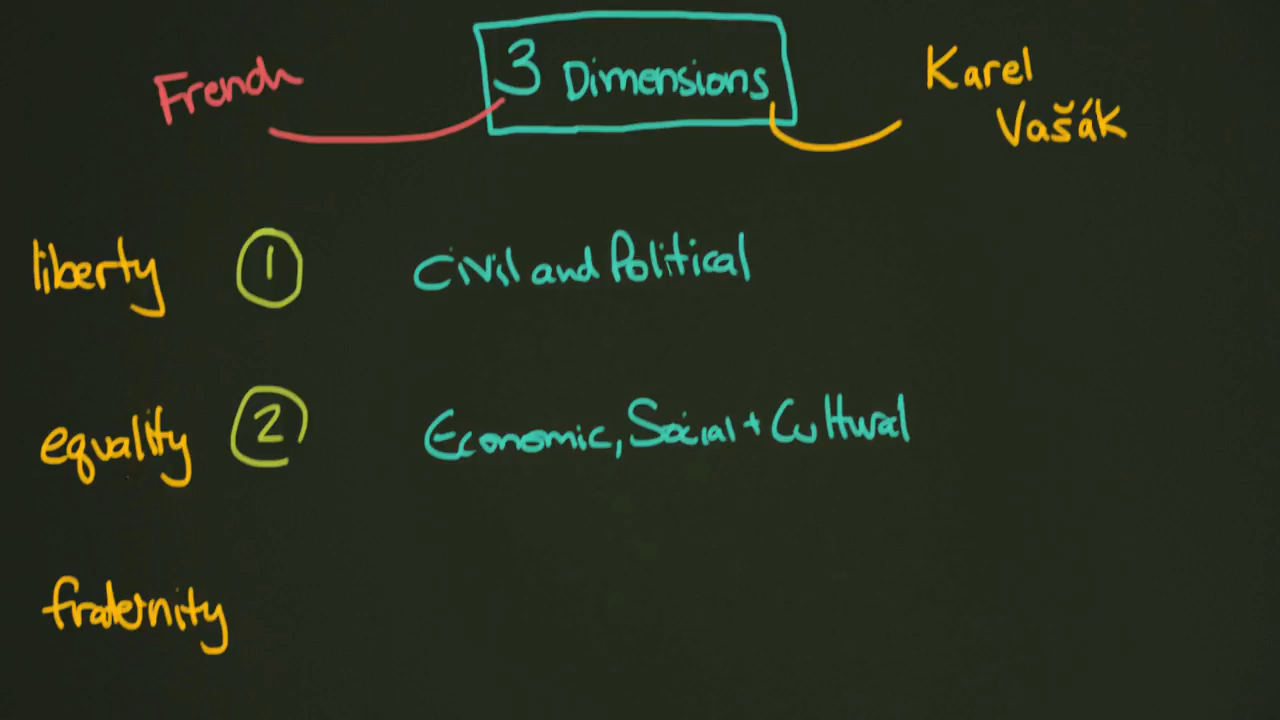 French
3 Dimensions
Karel
Vašák
liberty 1 Civil and Political
equality 2 Economic, Social + Cultural
fraternity